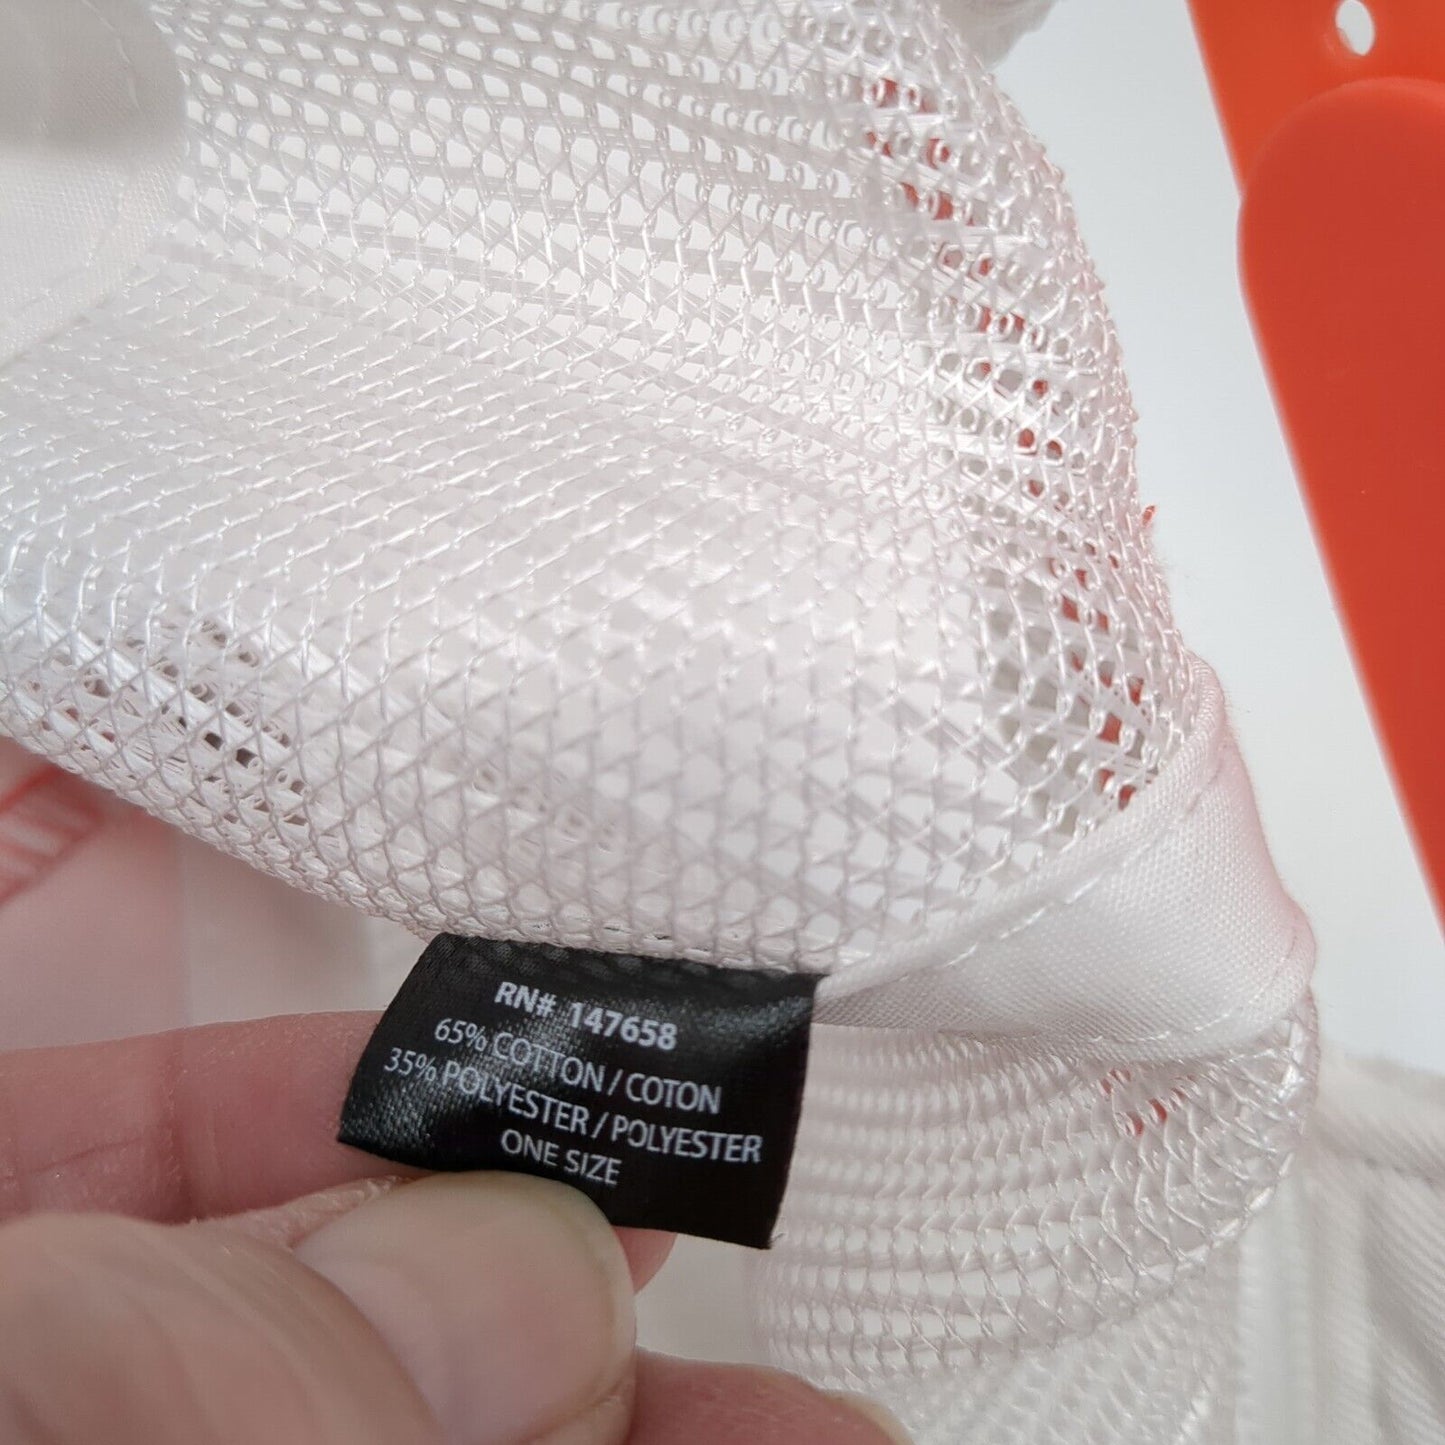 RN# 147658
65% COTTON / COTON
35% POLYESTER / POLYESTER
ONE SIZE